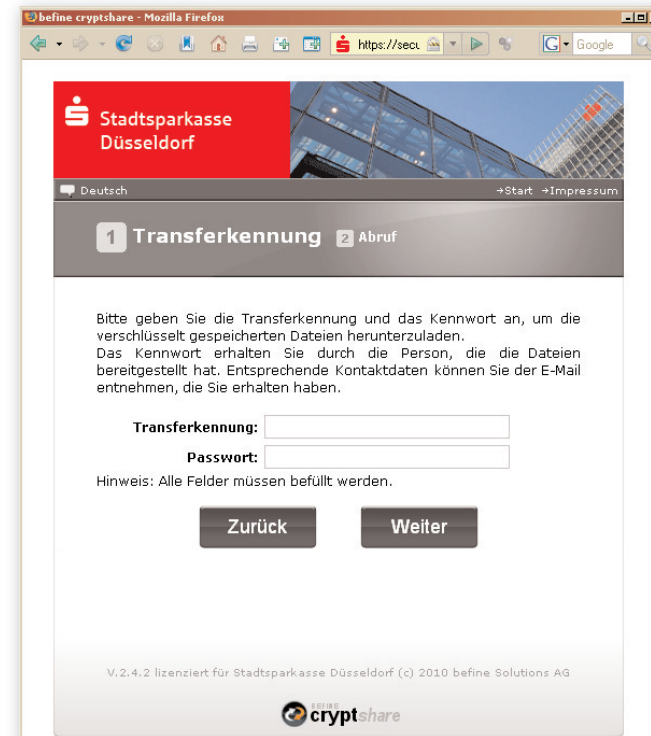 befine cryptshare - Mozilla Firefox
https://secu
G Google
Stadtsparkasse
Düsseldorf
Deutsch
→Start →Impressum
1 Transferkennung 2 Abruf
Bitte geben Sie die Transferkennung und das Kennwort an, um die
verschlüsselt gespeicherten Dateien herunterzuladen.
Das Kennwort erhalten Sie durch die Person, die die Dateien
bereitgestellt hat. Entsprechende Kontaktdaten können Sie der E-Mail
entnehmen, die Sie erhalten haben.
Transferkennung:
Passwort:
Hinweis: Alle Felder müssen befüllt werden.
Zurück Weiter
V.2.4.2 lizenziert für Stadtsparkasse Düsseldorf (c) 2010 befine Solutions AG
BEFINE
cryptshare